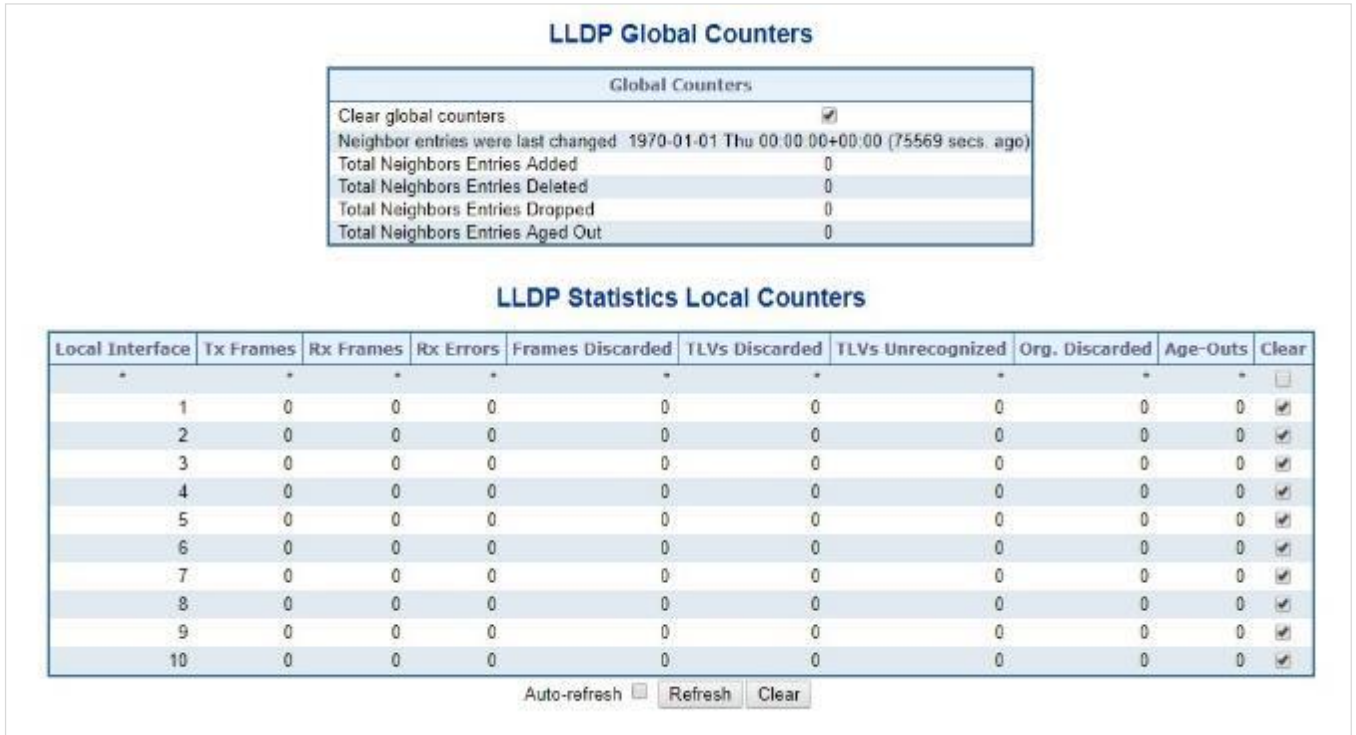 LLDP Global Counters
Global Counters
Clear global counters
Neighbor entries were last changed 1970-01-01 Thu 00:00:00+00:00 (75569 secs. ago)
Total Neighbors Entries Added 0
Total Neighbors Entries Deleted 0
Total Neighbors Entries Dropped 0
Total Neighbors Entries Aged Out 0
LLDP Statistics Local Counters
Local Interface Tx Frames Rx Frames Rx Errors Frames Discarded TLVs Discarded TLVs Unrecognized Org. Discarded Age-Outs Clear
* * * * * * * * *
1 0 0 0 0 0 0 0 0
2 0 0 0 0 0 0 0 0
3 0 0 0 0 0 0 0 0
4 0 0 0 0 0 0 0 0
5 0 0 0 0 0 0 0 0
6 0 0 0 0 0 0 0 0
7 0 0 0 0 0 0 0 0
8 0 0 0 0 0 0 0 0
9 0 0 0 0 0 0 0 0
10 0 0 0 0 0 0 0 0
Auto-refresh Refresh Clear